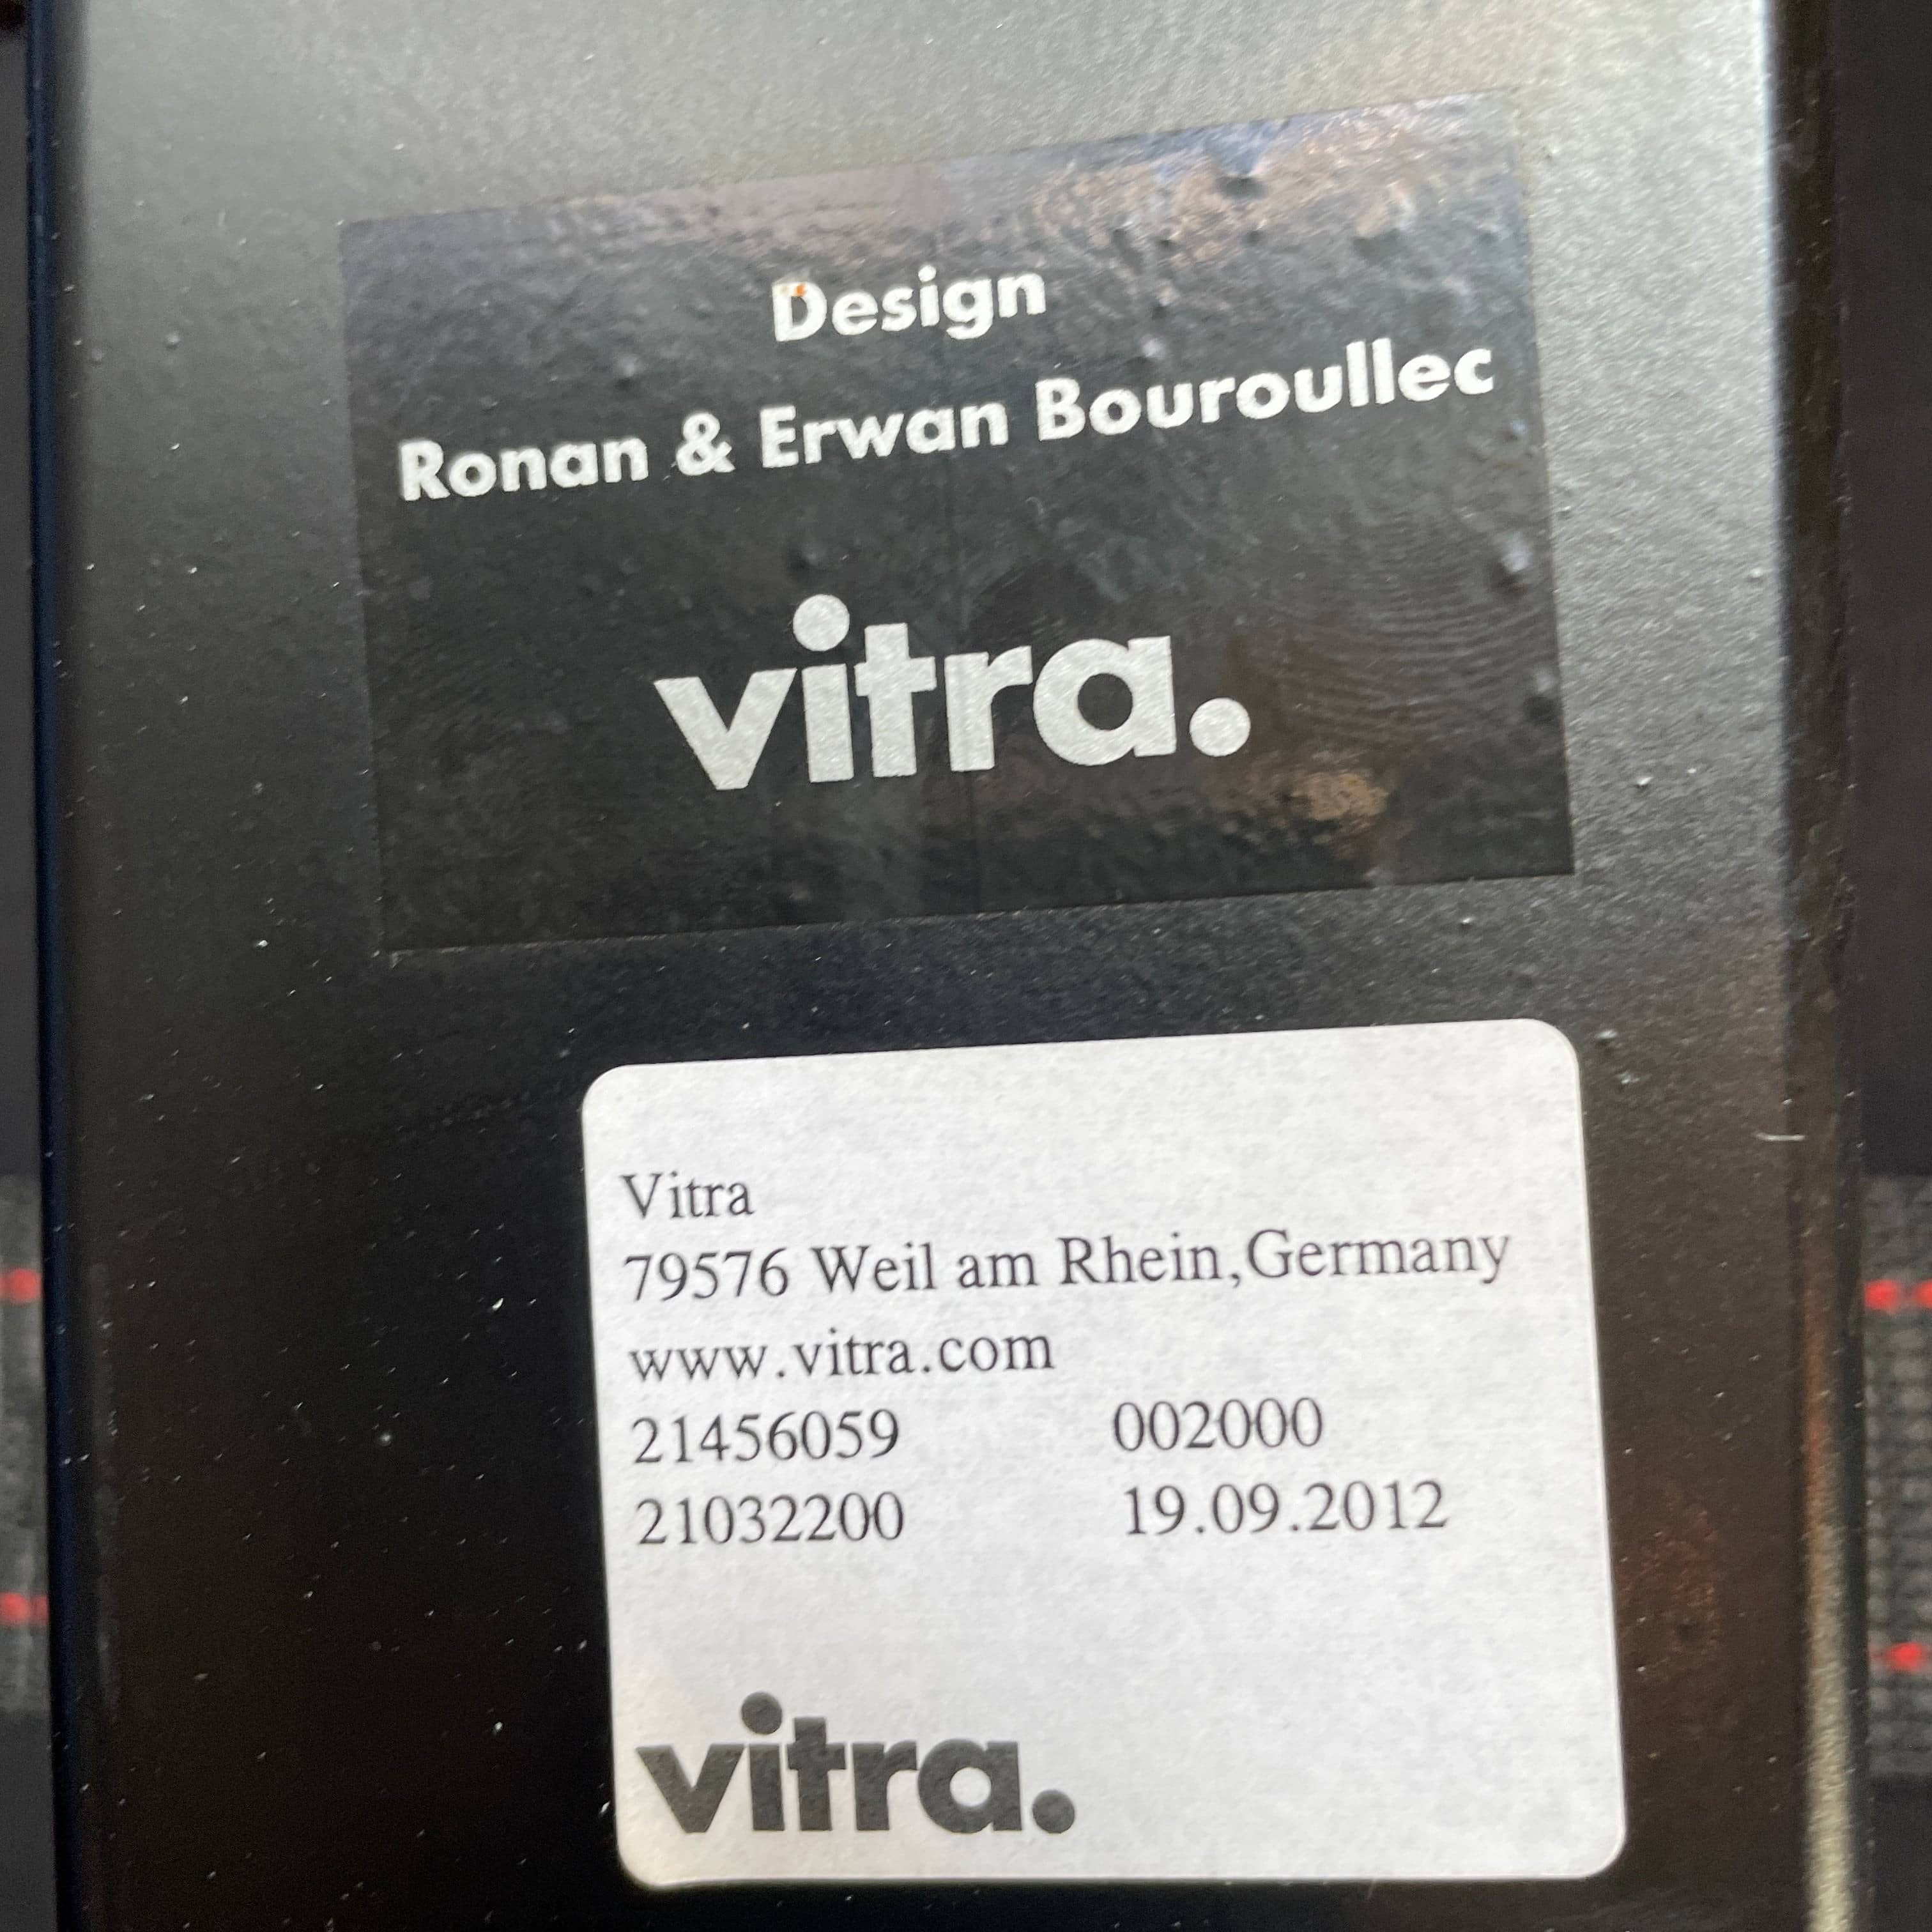 Design
Ronan & Erwan Bouroullec
vitra.
Vitra
79576 Weil am Rhein,Germany
www.vitra.com
21456059 002000
21032200 19.09.2012
vitra.